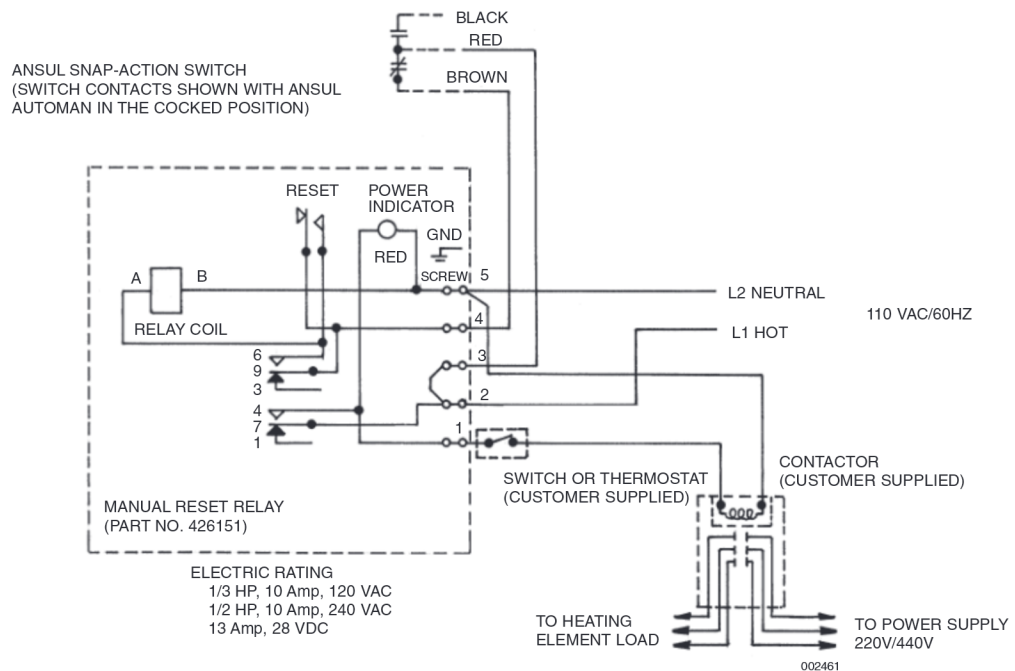 BLACK
RED
ANSUL SNAP-ACTION SWITCH
(SWITCH CONTACTS SHOWN WITH ANSUL
AUTOMAN IN THE COCKED POSITION)
BROWN
RESET
POWER
INDICATOR
GND
RED
SCREW
5
A
B
L2 NEUTRAL
RELAY COIL
4
110 VAC/60HZ
L1 HOT
6
3
9
3
2
4
7
1
1
SWITCH OR THERMOSTAT
(CUSTOMER SUPPLIED)
CONTACTOR
(CUSTOMER SUPPLIED)
MANUAL RESET RELAY
(PART NO. 426151)
ELECTRIC RATING
1/3 HP, 10 Amp, 120 VAC
1/2 HP, 10 Amp, 240 VAC
13 Amp, 28 VDC
TO HEATING
ELEMENT LOAD
TO POWER SUPPLY
220V/440V
002461